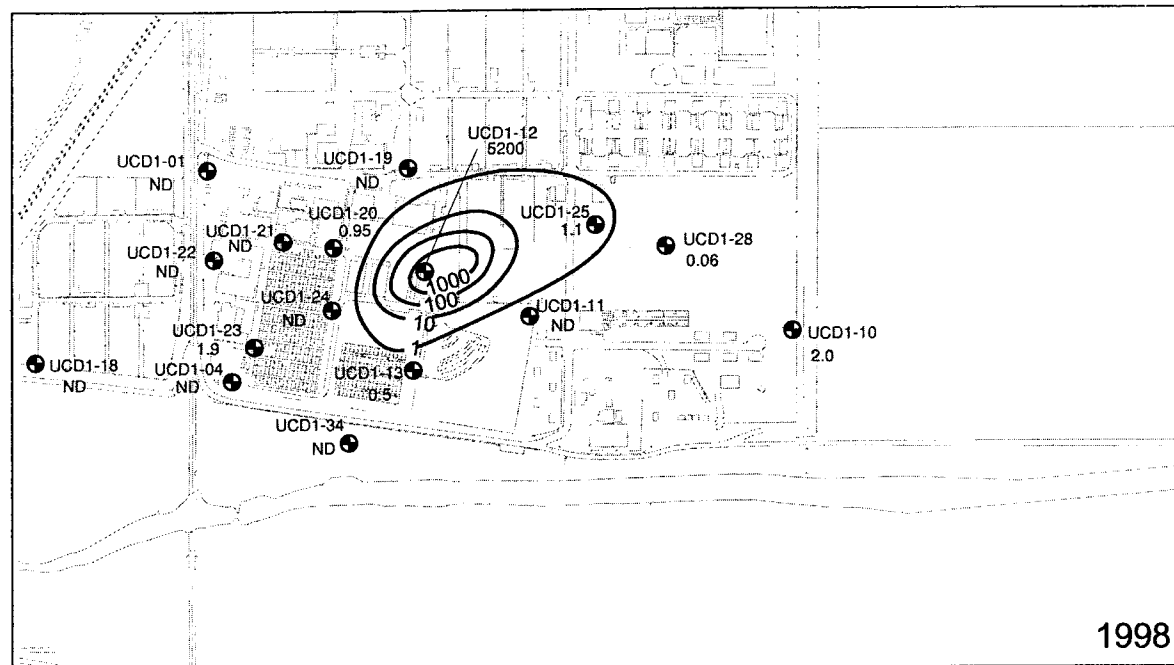 UCD1-12
5200
UCD1-01
ND
UCD1-19
ND
UCD1-20
0.95
UCD1-25
1.1
UCD1-21
ND
UCD1-28
0.06
UCD1-22
ND
1000
100
10
1
UCD1-24
ND
UCD1-11
ND
UCD1-10
2.0
UCD1-23
1.9
UCD1-18
ND
UCD1-04
ND
UCD1-13
0.5
UCD1-34
ND
1998